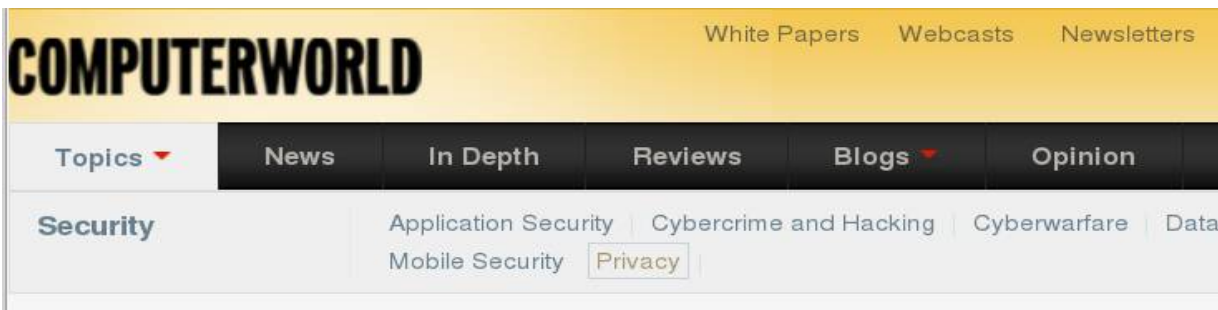 White Papers Webcasts Newsletters
COMPUTERWORLD
Topics News In Depth Reviews Blogs Opinion
Security Application Security Cybercrime and Hacking Cyberwarfare Data
Mobile Security Privacy